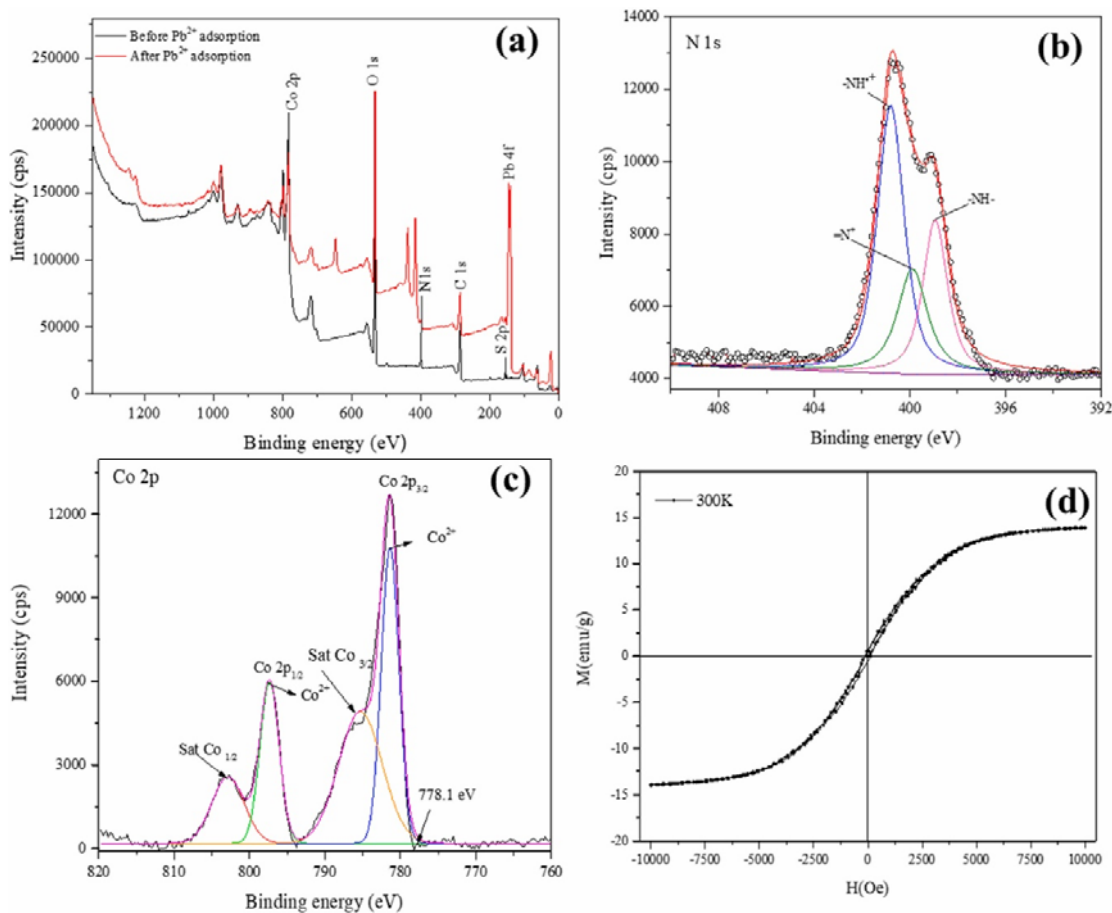 (a)
Before Pb²⁺ adsorption
After Pb²⁺ adsorption
Co 2p
O 1s
N1s
C 1s
S 2p
Pb 4f
Intensity (cps)
250000
200000
150000
100000
50000
0
1200 1000 800 600 400 200 0
Binding energy (eV)
(b)
N 1s
-NH•⁺
=N⁺
-NH-
Intensity (cps)
14000
12000
10000
8000
6000
4000
408 404 400 396 392
Binding energy (eV)
(c)
Co 2p
Co 2p₃/₂
Co²⁺
Sat Co ₃/₂
Co 2p₁/₂
Co²⁺
Sat Co ₁/₂
778.1 eV
Intensity (cps)
12000
9000
6000
3000
0
820 810 800 790 780 770 760
Binding energy (eV)
(d)
300K
M(emu/g)
20
15
10
5
0
-5
-10
-15
-20
-10000 -7500 -5000 -2500 0 2500 5000 7500 10000
H(Oe)